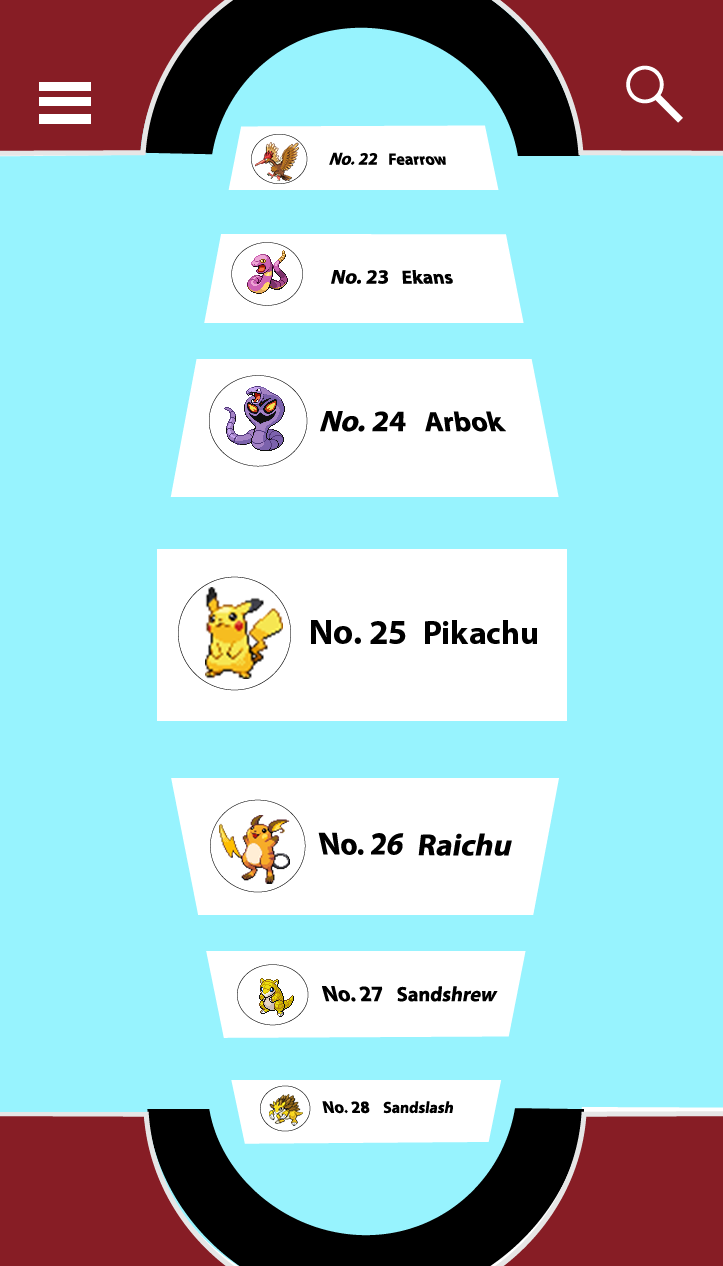 No. 22 Fearrow
No. 23 Ekans
No. 24 Arbok
No. 25 Pikachu
No. 26 Raichu
No. 27 Sandshrew
No. 28 Sandslash